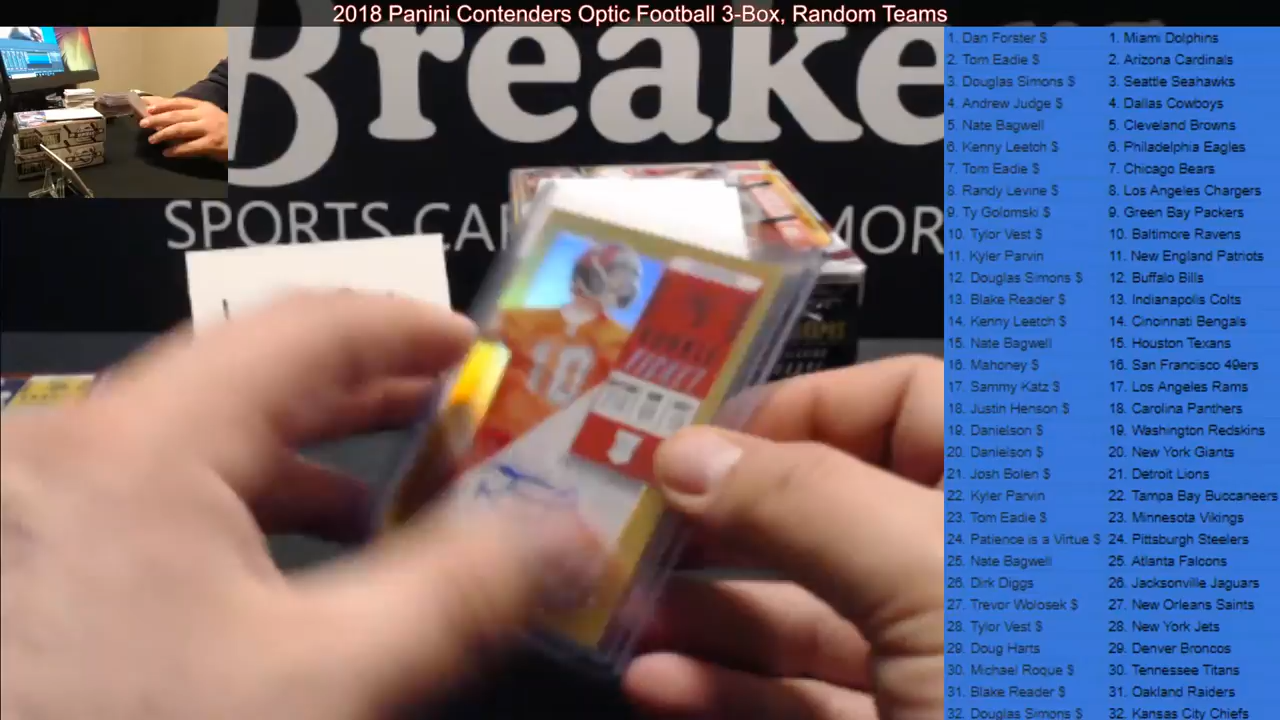 2018 Panini Contenders Optic Football 3-Box, Random Teams
Breake
SPORTS CA MOR
ROOKIE
TICKET
10
1. Dan Forster $ 1. Miami Dolphins
2. Tom Eadie $ 2. Arizona Cardinals
3. Douglas Simons $ 3. Seattle Seahawks
4. Andrew Judge $ 4. Dallas Cowboys
5. Nate Bagwell 5. Cleveland Browns
6. Kenny Leetch $ 6. Philadelphia Eagles
7. Tom Eadie $ 7. Chicago Bears
8. Randy Levine $ 8. Los Angeles Chargers
9. Ty Golomski $ 9. Green Bay Packers
10. Tylor Vest $ 10. Baltimore Ravens
11. Kyler Parvin 11. New England Patriots
12. Douglas Simons $ 12. Buffalo Bills
13. Blake Reader $ 13. Indianapolis Colts
14. Kenny Leetch $ 14. Cincinnati Bengals
15. Nate Bagwell 15. Houston Texans
16. Mahoney $ 16. San Francisco 49ers
17. Sammy Katz $ 17. Los Angeles Rams
18. Justin Henson $ 18. Carolina Panthers
19. Danielson $ 19. Washington Redskins
20. Danielson $ 20. New York Giants
21. Josh Bolen $ 21. Detroit Lions
22. Kyler Parvin 22. Tampa Bay Buccaneers
23. Tom Eadie $ 23. Minnesota Vikings
24. Patience is a Virtue $ 24. Pittsburgh Steelers
25. Nate Bagwell 25. Atlanta Falcons
26. Dirk Diggs 26. Jacksonville Jaguars
27. Trevor Wolosek $ 27. New Orleans Saints
28. Tylor Vest $ 28. New York Jets
29. Doug Harts 29. Denver Broncos
30. Michael Roque $ 30. Tennessee Titans
31. Blake Reader $ 31. Oakland Raiders
32. Douglas Simons $ 32. Kansas City Chiefs